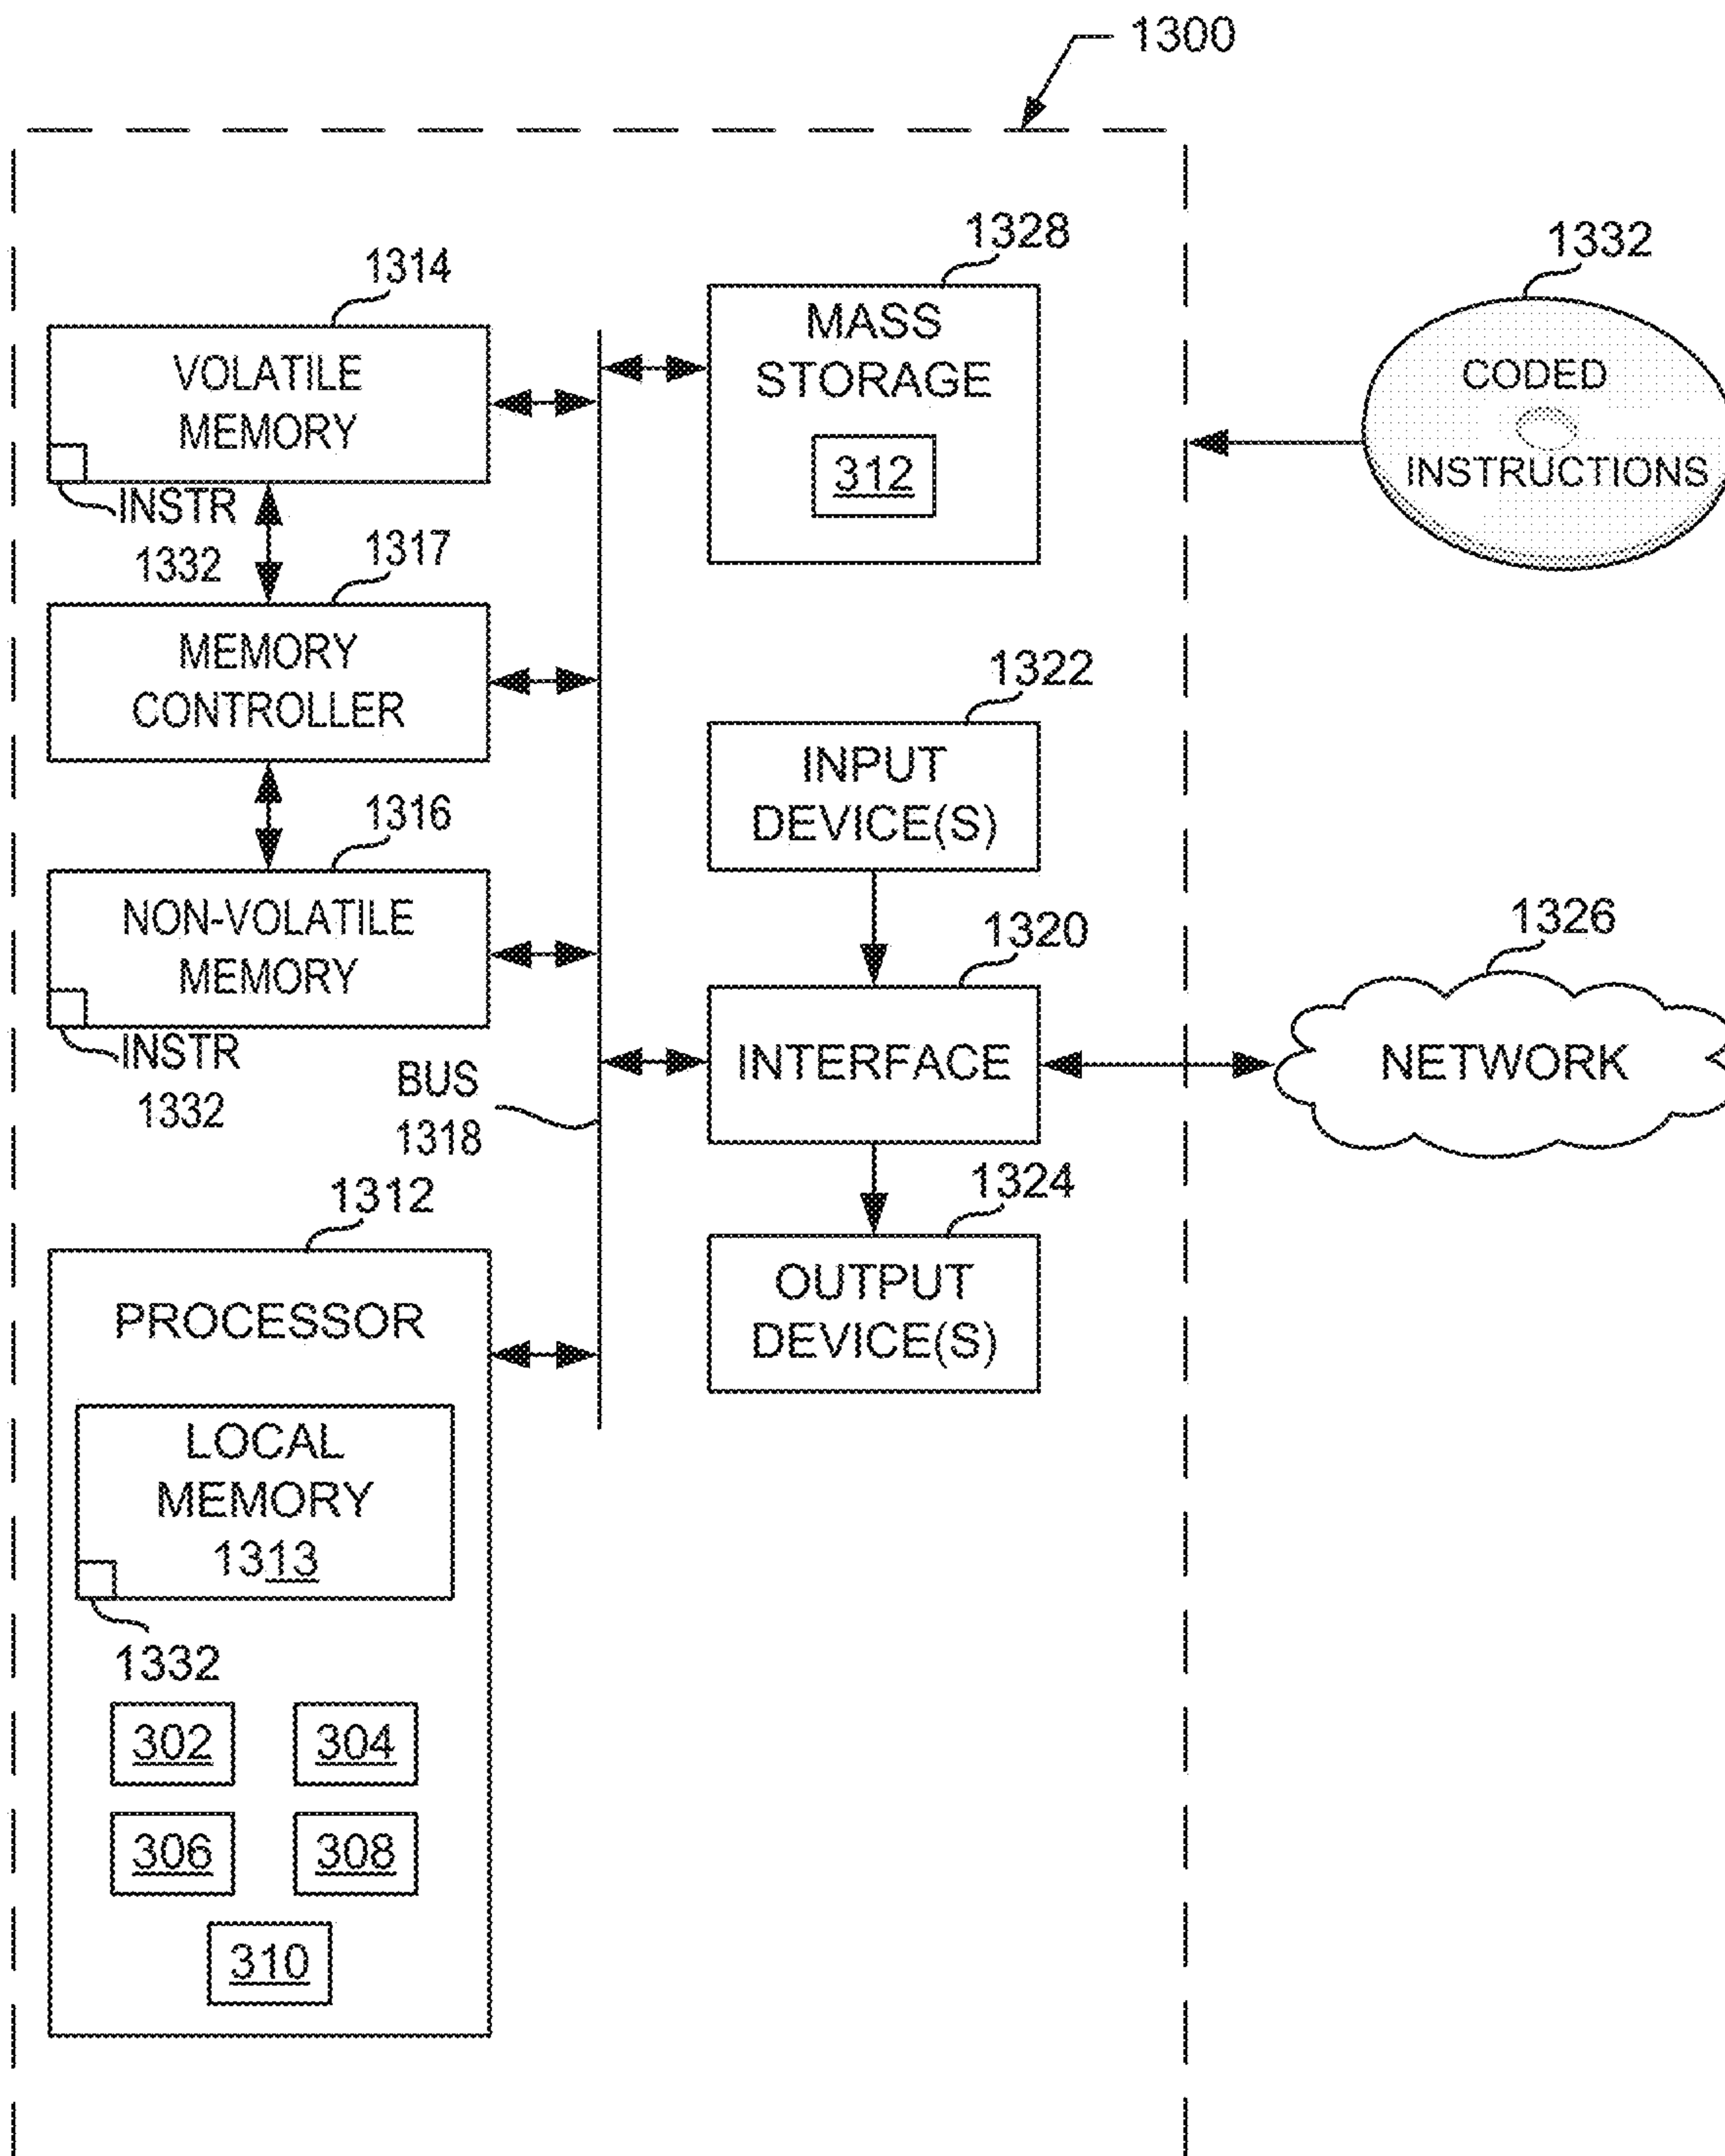 1300
1328
1332
1314
MASS
STORAGE
312
VOLATILE
MEMORY
CODED
INSTRUCTIONS
INSTR
1332
1317
MEMORY
CONTROLLER
1322
INPUT
DEVICE(S)
1316
NON-VOLATILE
MEMORY
1320
1326
INTERFACE
NETWORK
INSTR
1332
BUS
1318
1312
1324
OUTPUT
DEVICE(S)
PROCESSOR
LOCAL
MEMORY
1313
1332
302
304
306
308
310